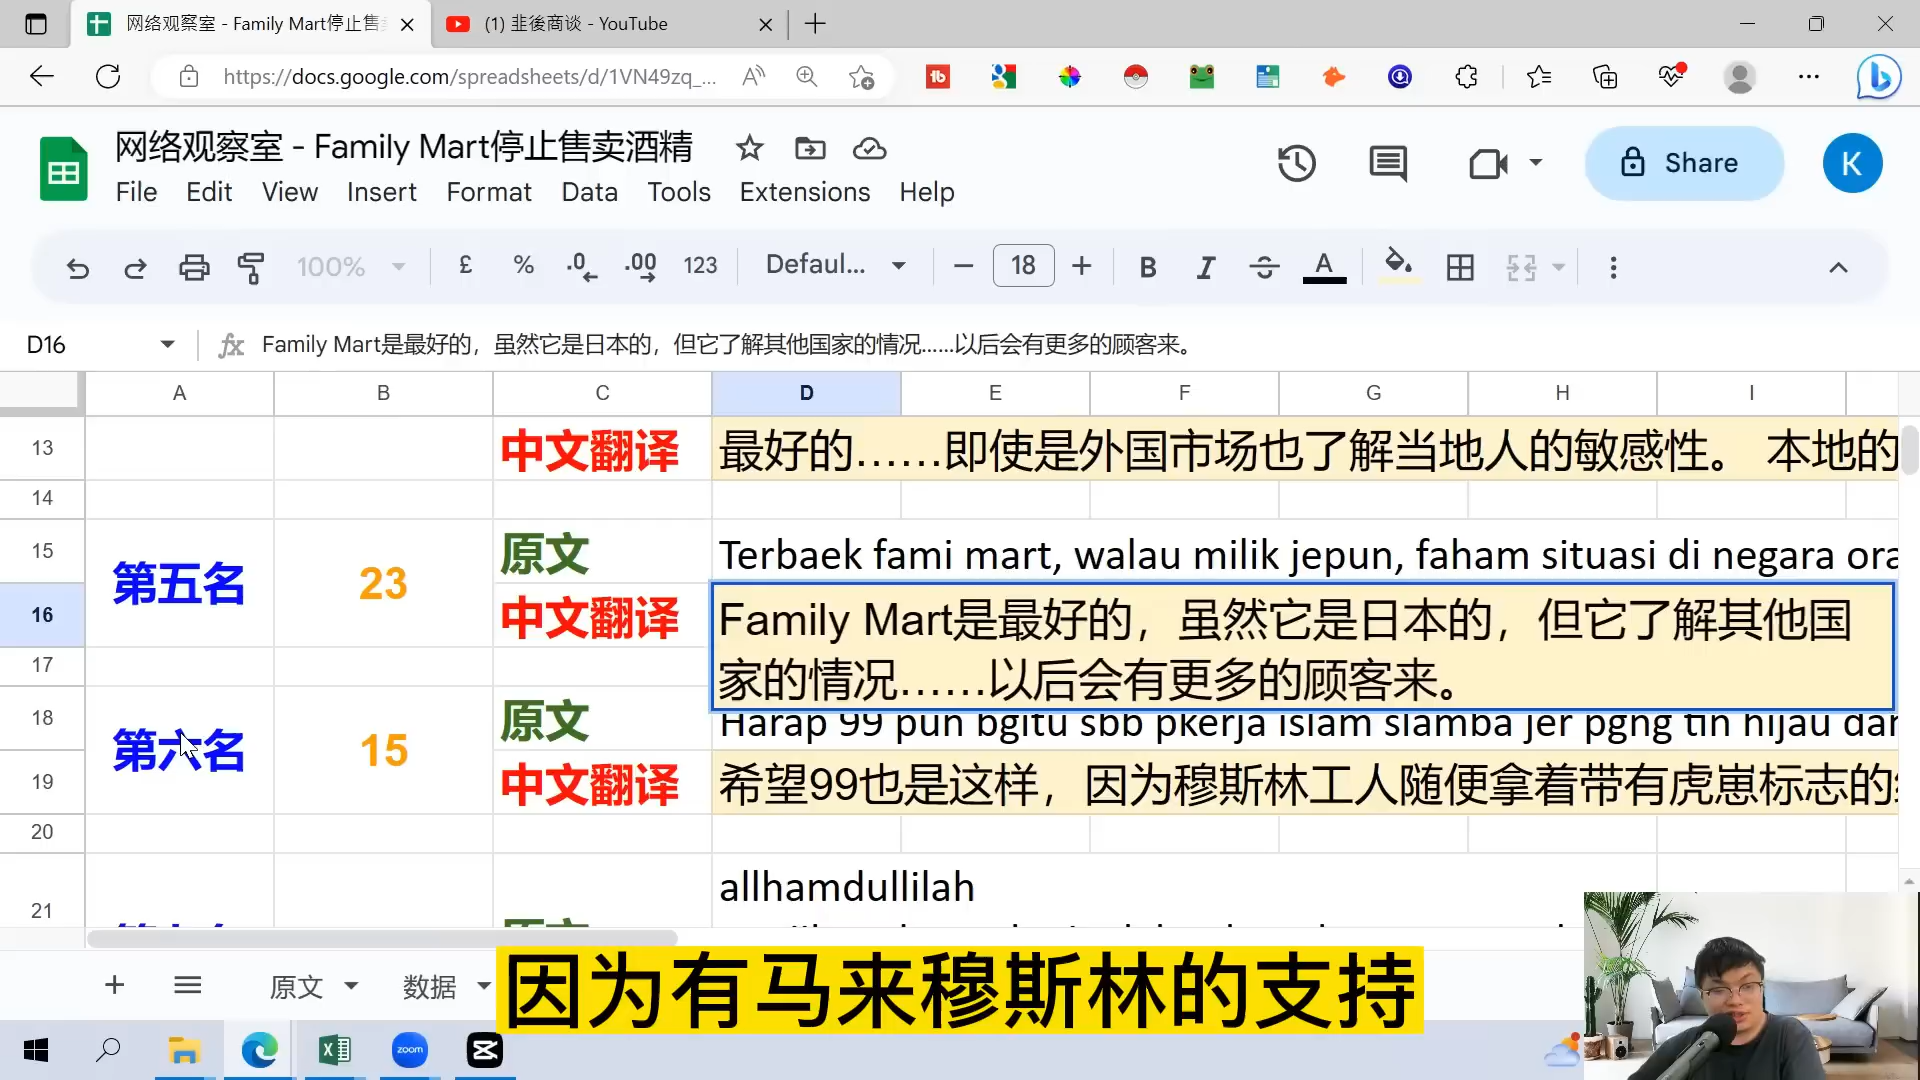 网络观察室 - Family Mart停止售
(1) 韭後商谈 - YouTube
https://docs.google.com/spreadsheets/d/1VN49zq_...
网络观察室 - Family Mart停止售卖酒精
File Edit View Insert Format Data Tools Extensions Help
Share
K
100% £ % .0 .00 123 Defaul... 18 B I A
D16 fx Family Mart是最好的，虽然它是日本的，但它了解其他国家的情况......以后会有更多的顾客来。
A B C D E F G H I
13 中文翻译 最好的......即使是外国市场也了解当地人的敏感性。 本地的
14
15 原文 Terbaek fami mart, walau milik jepun, faham situasi di negara ora
第五名 23
16 中文翻译 Family Mart是最好的，虽然它是日本的，但它了解其他国
家的情况......以后会有更多的顾客来。
17
18 原文 Harap 99 pun bgitu sbb pkerja islam slamba jer pgng tin hijau dar
第六名 15
19 中文翻译 希望99也是这样，因为穆斯林工人随便拿着带有虎崽标志的
20
allhamdullilah
21
原文 数据
因为有马来穆斯林的支持
zoom